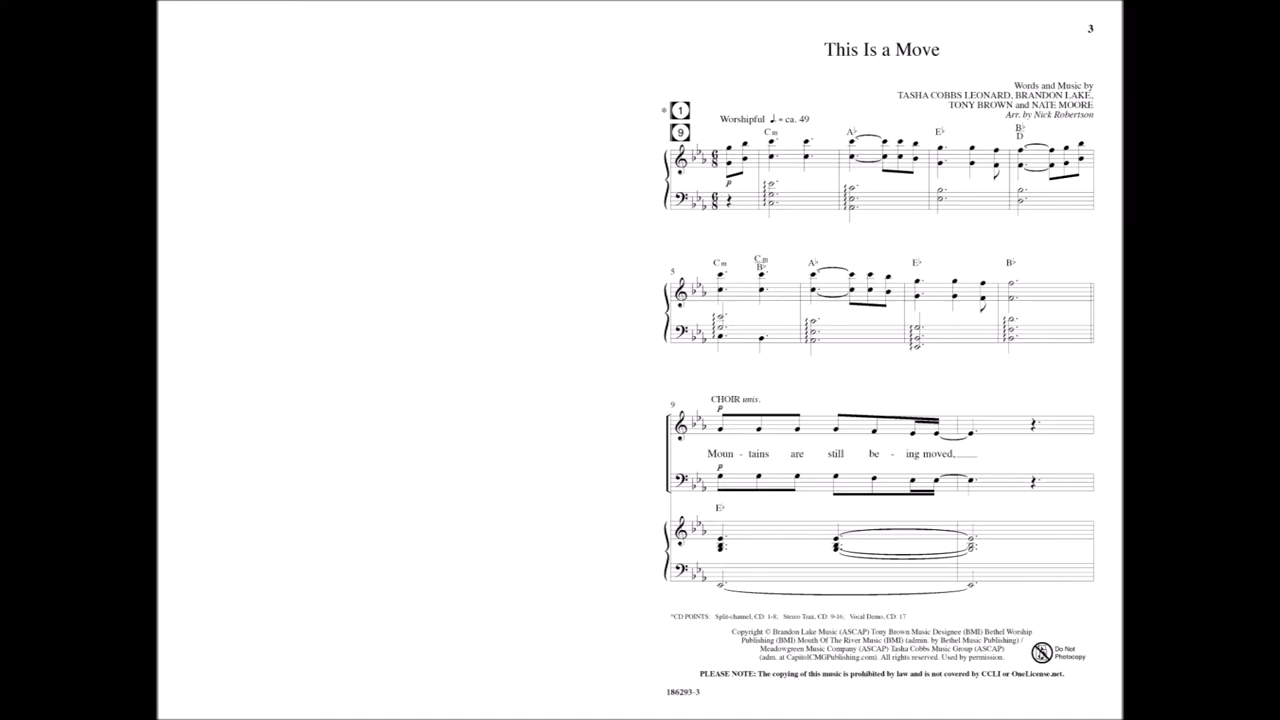 3
This Is a Move
Words and Music by
TASHA COBBS LEONARD, BRANDON LAKE,
TONY BROWN and NATE MOORE
Arr. by Nick Robertson
* 1
9
Worshipful ♩. = ca. 49
Cm A♭ E♭ B♭/D
6/8 p
5
Cm Cm/B♭ A♭ E♭ B♭
9
CHOIR unis.
p
Moun - tains are still be - ing moved,
p
E♭
*CD POINTS: Split-channel, CD: 1-8; Stereo Trax, CD: 9-16; Vocal Demo, CD: 17
Copyright © Brandon Lake Music (ASCAP) Tony Brown Music Designee (BMI) Bethel Worship
Publishing (BMI) Mouth Of The River Music (BMI) (admin. by Bethel Music Publishing) /
Meadowgreen Music Company (ASCAP) Tasha Cobbs Music Group (ASCAP)
(adm. at CapitolCMGPublishing.com). All rights reserved. Used by permission.
Do Not
Photocopy
PLEASE NOTE: The copying of this music is prohibited by law and is not covered by CCLI or OneLicense.net.
186293-3